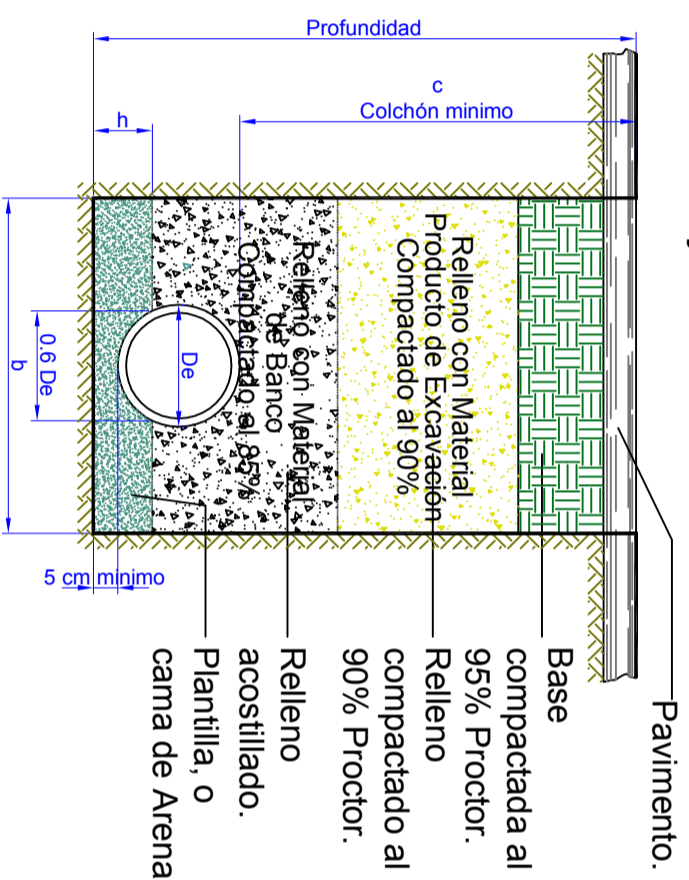 Profundidad
c
Colchón minimo
h
Pavimento.
Relleno con Material
Producto de Excavación
Compactado al 90%
Relleno con Material
de Banco
Compactado al 85%
De
0.6 De
b
5 cm minimo
Base
compactada al
95% Proctor.
Relleno
compactado al
90% Proctor.
Relleno
acostillado.
Plantilla, o
cama de Arena